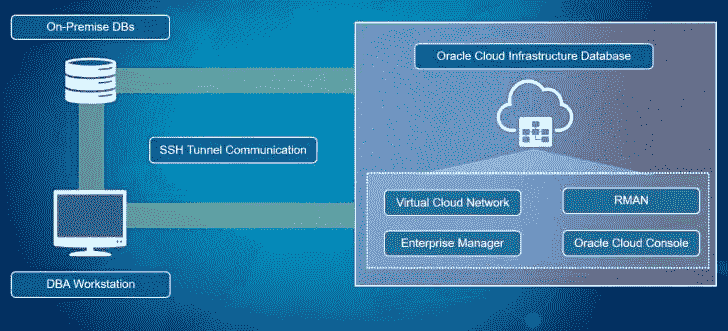 On-Premise DBs
Oracle Cloud Infrastructure Database
SSH Tunnel Communication
Virtual Cloud Network
RMAN
Enterprise Manager
Oracle Cloud Console
DBA Workstation